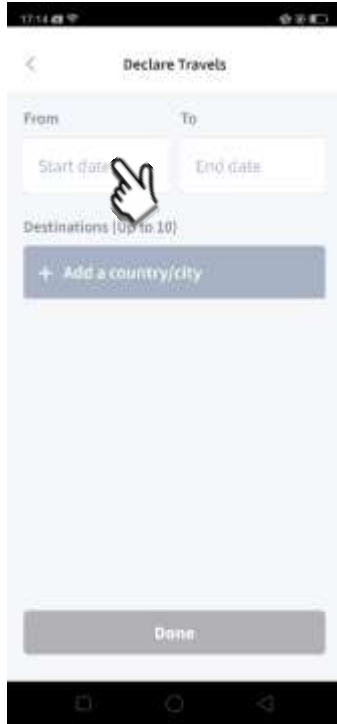 17:14
Declare Travels
From To
Start date End date
Destinations (Up to 10)
+ Add a country/city
Done